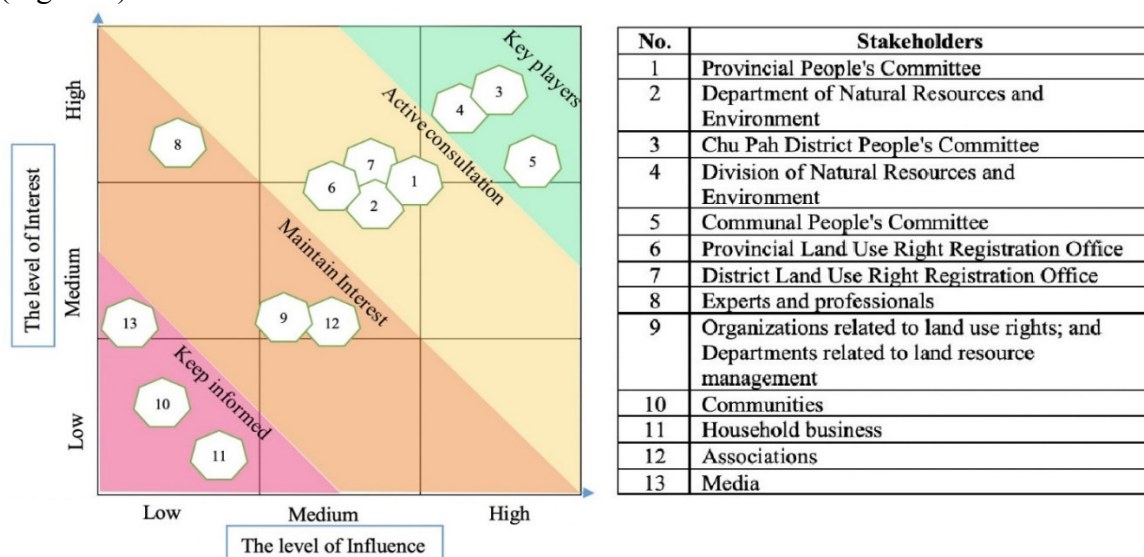 The level of Interest
High
Medium
Low
Key players
Active consultation
Maintain Interest
Keep informed
3
4
5
8
7
1
6
2
9
12
13
10
11
Low
Medium
High
The level of Influence
No. Stakeholders
1 Provincial People's Committee
2 Department of Natural Resources and
Environment
3 Chu Pah District People's Committee
4 Division of Natural Resources and
Environment
5 Communal People's Committee
6 Provincial Land Use Right Registration Office
7 District Land Use Right Registration Office
8 Experts and professionals
9 Organizations related to land use rights; and
Departments related to land resource
management
10 Communities
11 Household business
12 Associations
13 Media